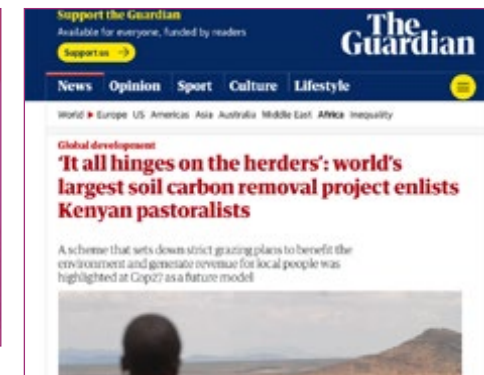 Support the Guardian
Available for everyone, funded by readers
Support us →
The
Guardian
News Opinion Sport Culture Lifestyle
World ▶ Europe US Americas Asia Australia Middle East Africa Inequality
Global development
'It all hinges on the herders': world's
largest soil carbon removal project enlists
Kenyan pastoralists
A scheme that sets down strict grazing plans to benefit the
environment and generate revenue for local people was
highlighted at Cop27 as a future model